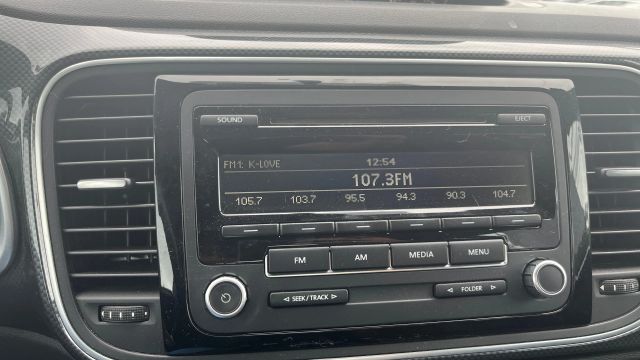 SOUND EJECT
FM1: K-LOVE 12:54
107.3FM
105.7 103.7 95.5 94.3 90.3 104.7
FM AM MEDIA MENU
SEEK/TRACK FOLDER